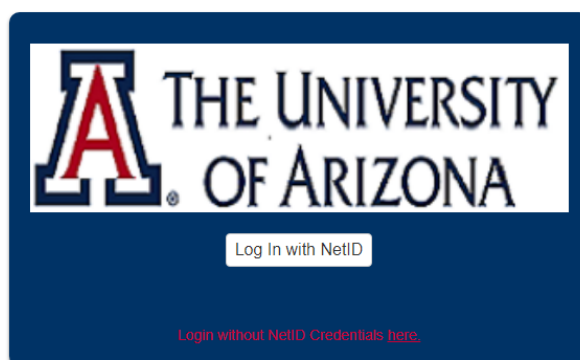 A® THE UNIVERSITY
OF ARIZONA
Log In with NetID
Login without NetID Credentials here.